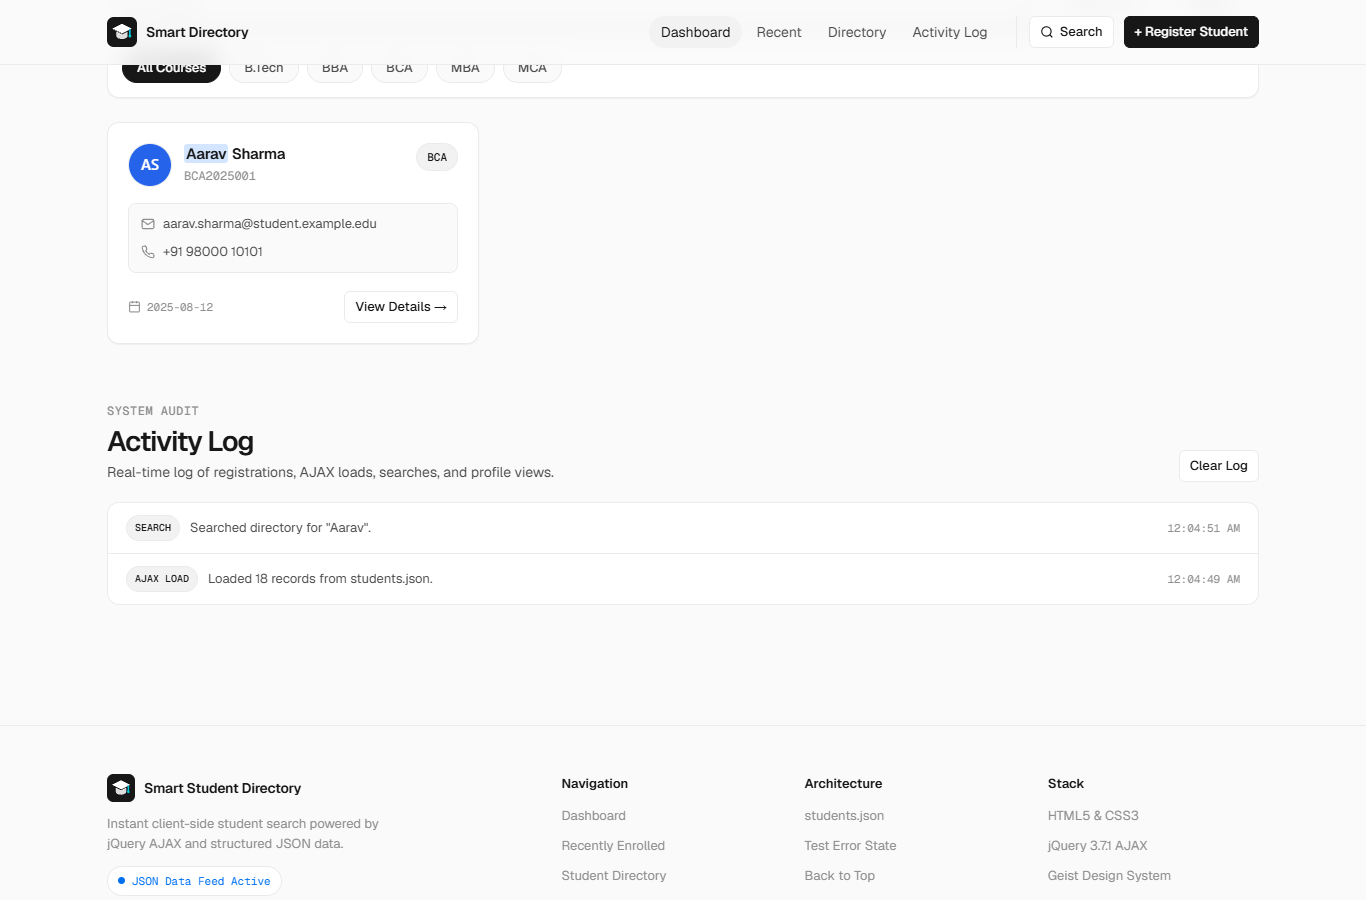 Smart Directory
Dashboard
Recent
Directory
Activity Log
Search
+ Register Student
All Courses
B.Tech
BBA
BCA
MBA
MCA
AS
Aarav Sharma
BCA
BCA2025001
aarav.sharma@student.example.edu
+91 98000 10101
2025-08-12
View Details →
SYSTEM AUDIT
Activity Log
Real-time log of registrations, AJAX loads, searches, and profile views.
Clear Log
SEARCH Searched directory for "Aarav". 12:04:51 AM
AJAX LOAD Loaded 18 records from students.json. 12:04:49 AM
Smart Student Directory
Instant client-side student search powered by
jQuery AJAX and structured JSON data.
JSON Data Feed Active
Navigation
Dashboard
Recently Enrolled
Student Directory
Architecture
students.json
Test Error State
Back to Top
Stack
HTML5 & CSS3
jQuery 3.7.1 AJAX
Geist Design System